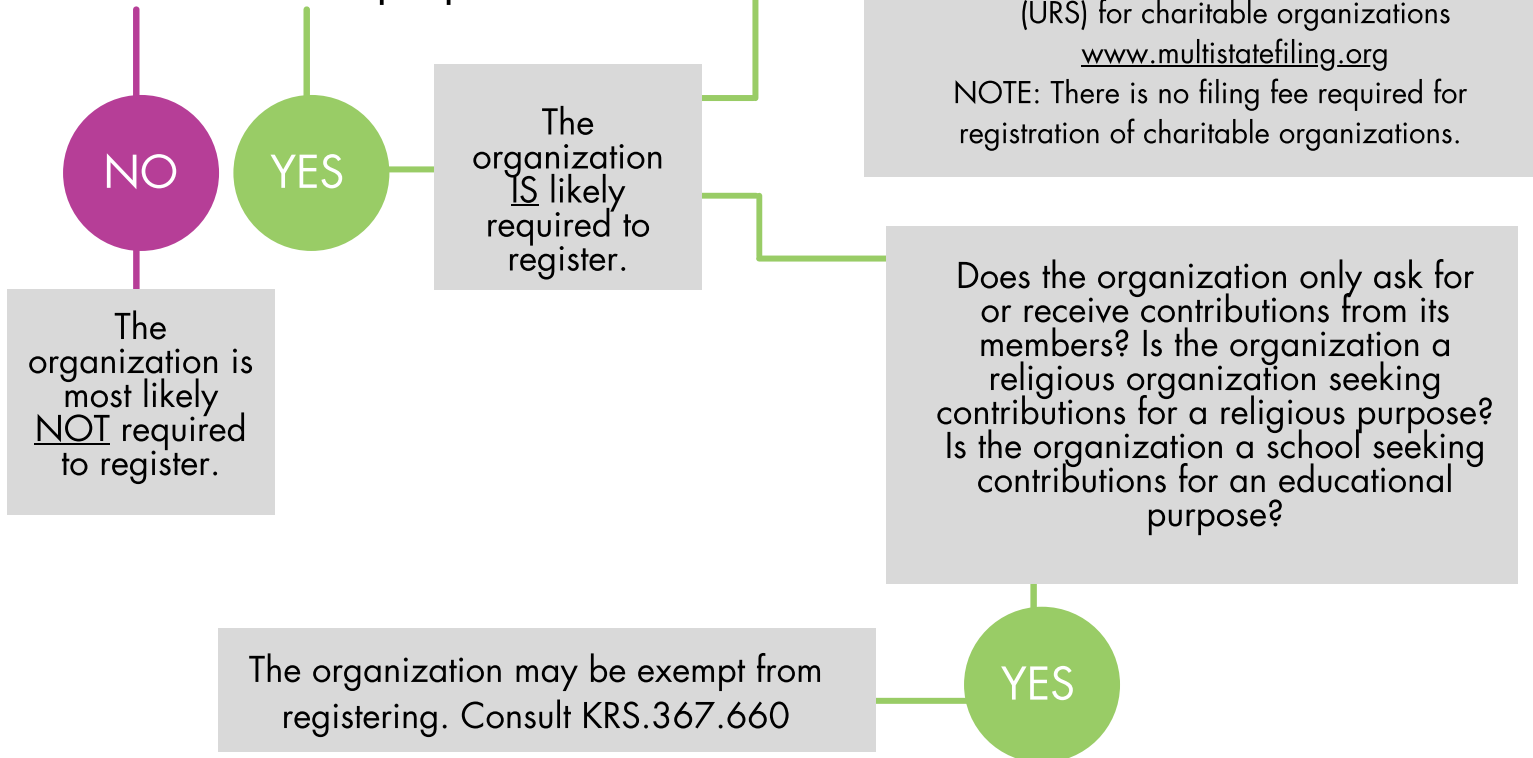 (URS) for charitable organizations
www.multistatefiling.org
NOTE: There is no filing fee required for
registration of charitable organizations.
NO
YES
The
organization
IS likely
required to
register.
The
organization is
most likely
NOT required
to register.
Does the organization only ask for
or receive contributions from its
members? Is the organization a
religious organization seeking
contributions for a religious purpose?
Is the organization a school seeking
contributions for an educational
purpose?
YES
The organization may be exempt from
registering. Consult KRS.367.660